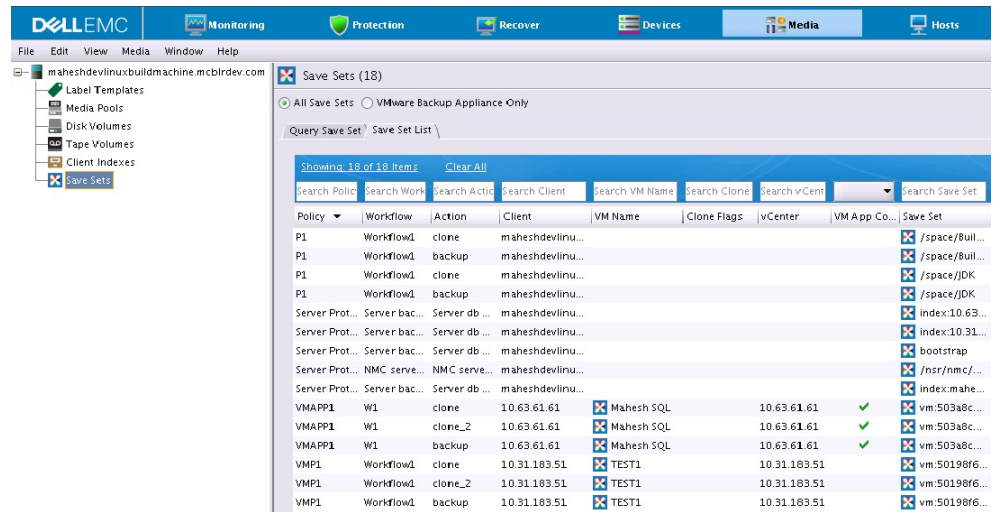 DELLEMC Monitoring Protection Recover Devices Media Hosts
File Edit View Media Window Help
maheshdevlinuxbuildmachine.mcblrdev.com
Label Templates
Media Pools
Disk Volumes
Tape Volumes
Client Indexes
Save Sets
Save Sets (18)
All Save Sets VMware Backup Appliance Only
Query Save Set Save Set List
Showing: 18 of 18 Items Clear All
Search Polic Search Work Search Actic Search Client Search VM Name Search Clone Search vCent Search Save Set
Policy Workflow Action Client VM Name Clone Flags vCenter VM App Co... Save Set
P1 Workflow1 clone maheshdevlinu... /space/Buil...
P1 Workflow1 backup maheshdevlinu... /space/Buil...
P1 Workflow1 clone maheshdevlinu... /space/JDK
P1 Workflow1 backup maheshdevlinu... /space/JDK
Server Prot... Server bac... Server db ... maheshdevlinu... index:10.63...
Server Prot... Server bac... Server db ... maheshdevlinu... index:10.31...
Server Prot... Server bac... Server db ... maheshdevlinu... bootstrap
Server Prot... NMC serve... NMC serve... maheshdevlinu... /nsr/nmc/...
Server Prot... Server bac... Server db ... maheshdevlinu... index:mahe...
VMAPP1 W1 clone 10.63.61.61 Mahesh SQL 10.63.61.61 vm:503a8c...
VMAPP1 W1 clone_2 10.63.61.61 Mahesh SQL 10.63.61.61 vm:503a8c...
VMAPP1 W1 backup 10.63.61.61 Mahesh SQL 10.63.61.61 vm:503a8c...
VMP1 Workflow1 clone 10.31.183.51 TEST1 10.31.183.51 vm:50198f6...
VMP1 Workflow1 clone_2 10.31.183.51 TEST1 10.31.183.51 vm:50198f6...
VMP1 Workflow1 backup 10.31.183.51 TEST1 10.31.183.51 vm:50198f6...